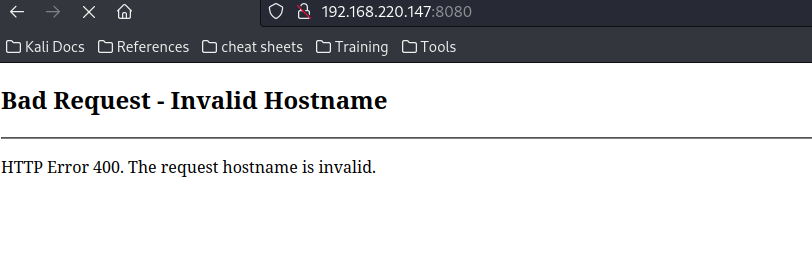 192.168.220.147:8080
Kali Docs References cheat sheets Training Tools
Bad Request - Invalid Hostname
HTTP Error 400. The request hostname is invalid.